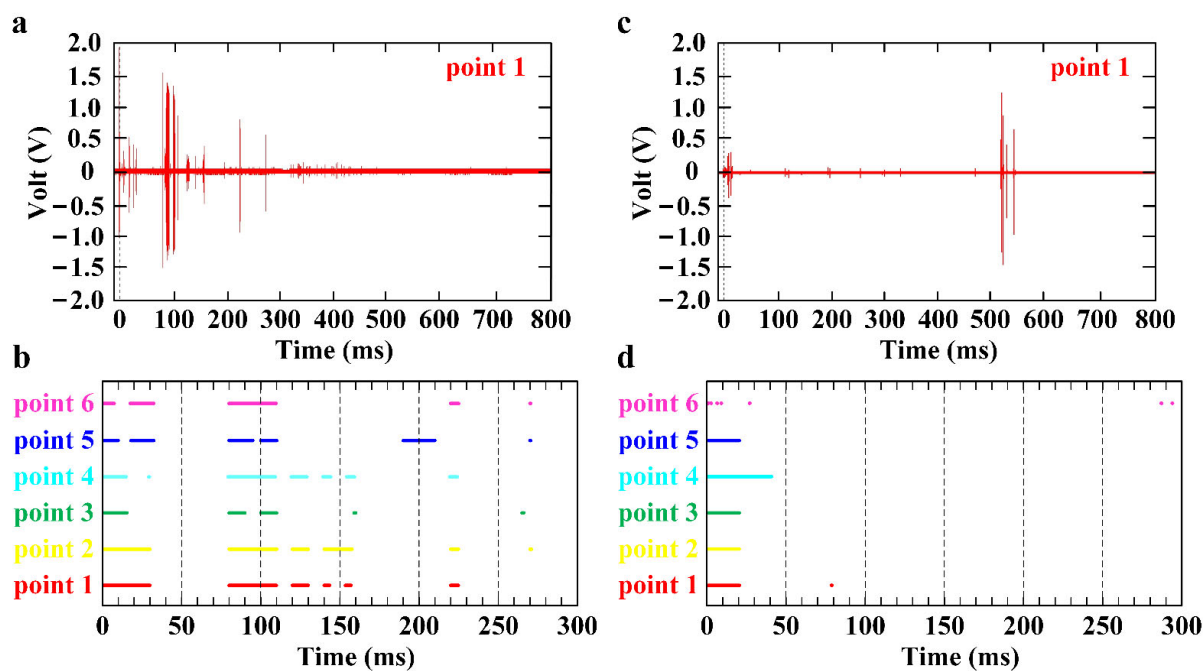 a
2.0
1.5
1.0
0.5
0
−0.5
−1.0
−1.5
−2.0
Volt (V)
point 1
0 100 200 300 400 500 600 700 800
Time (ms)
c
2.0
1.5
1.0
0.5
0
−0.5
−1.0
−1.5
−2.0
Volt (V)
point 1
0 100 200 300 400 500 600 700 800
Time (ms)
b
point 6
point 5
point 4
point 3
point 2
point 1
0 50 100 150 200 250 300
Time (ms)
d
point 6
point 5
point 4
point 3
point 2
point 1
0 50 100 150 200 250 300
Time (ms)